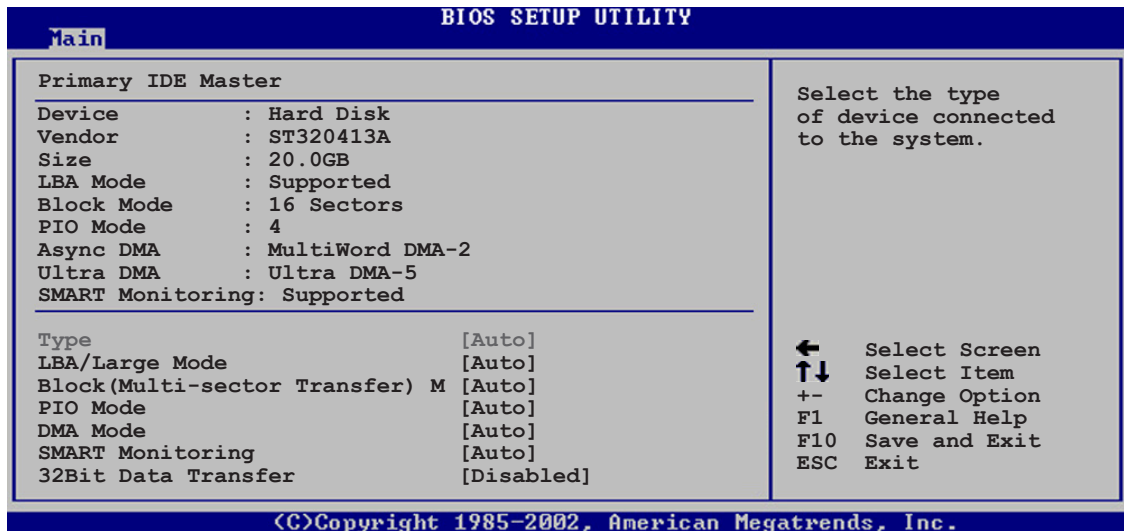 BIOS SETUP UTILITY
Main
Primary IDE Master
Device : Hard Disk
Vendor : ST320413A
Size : 20.0GB
LBA Mode : Supported
Block Mode : 16 Sectors
PIO Mode : 4
Async DMA : MultiWord DMA-2
Ultra DMA : Ultra DMA-5
SMART Monitoring: Supported
Type [Auto]
LBA/Large Mode [Auto]
Block(Multi-sector Transfer) M [Auto]
PIO Mode [Auto]
DMA Mode [Auto]
SMART Monitoring [Auto]
32Bit Data Transfer [Disabled]
Select the type
of device connected
to the system.
← Select Screen
↑↓ Select Item
+- Change Option
F1 General Help
F10 Save and Exit
ESC Exit
(C)Copyright 1985-2002, American Megatrends, Inc.